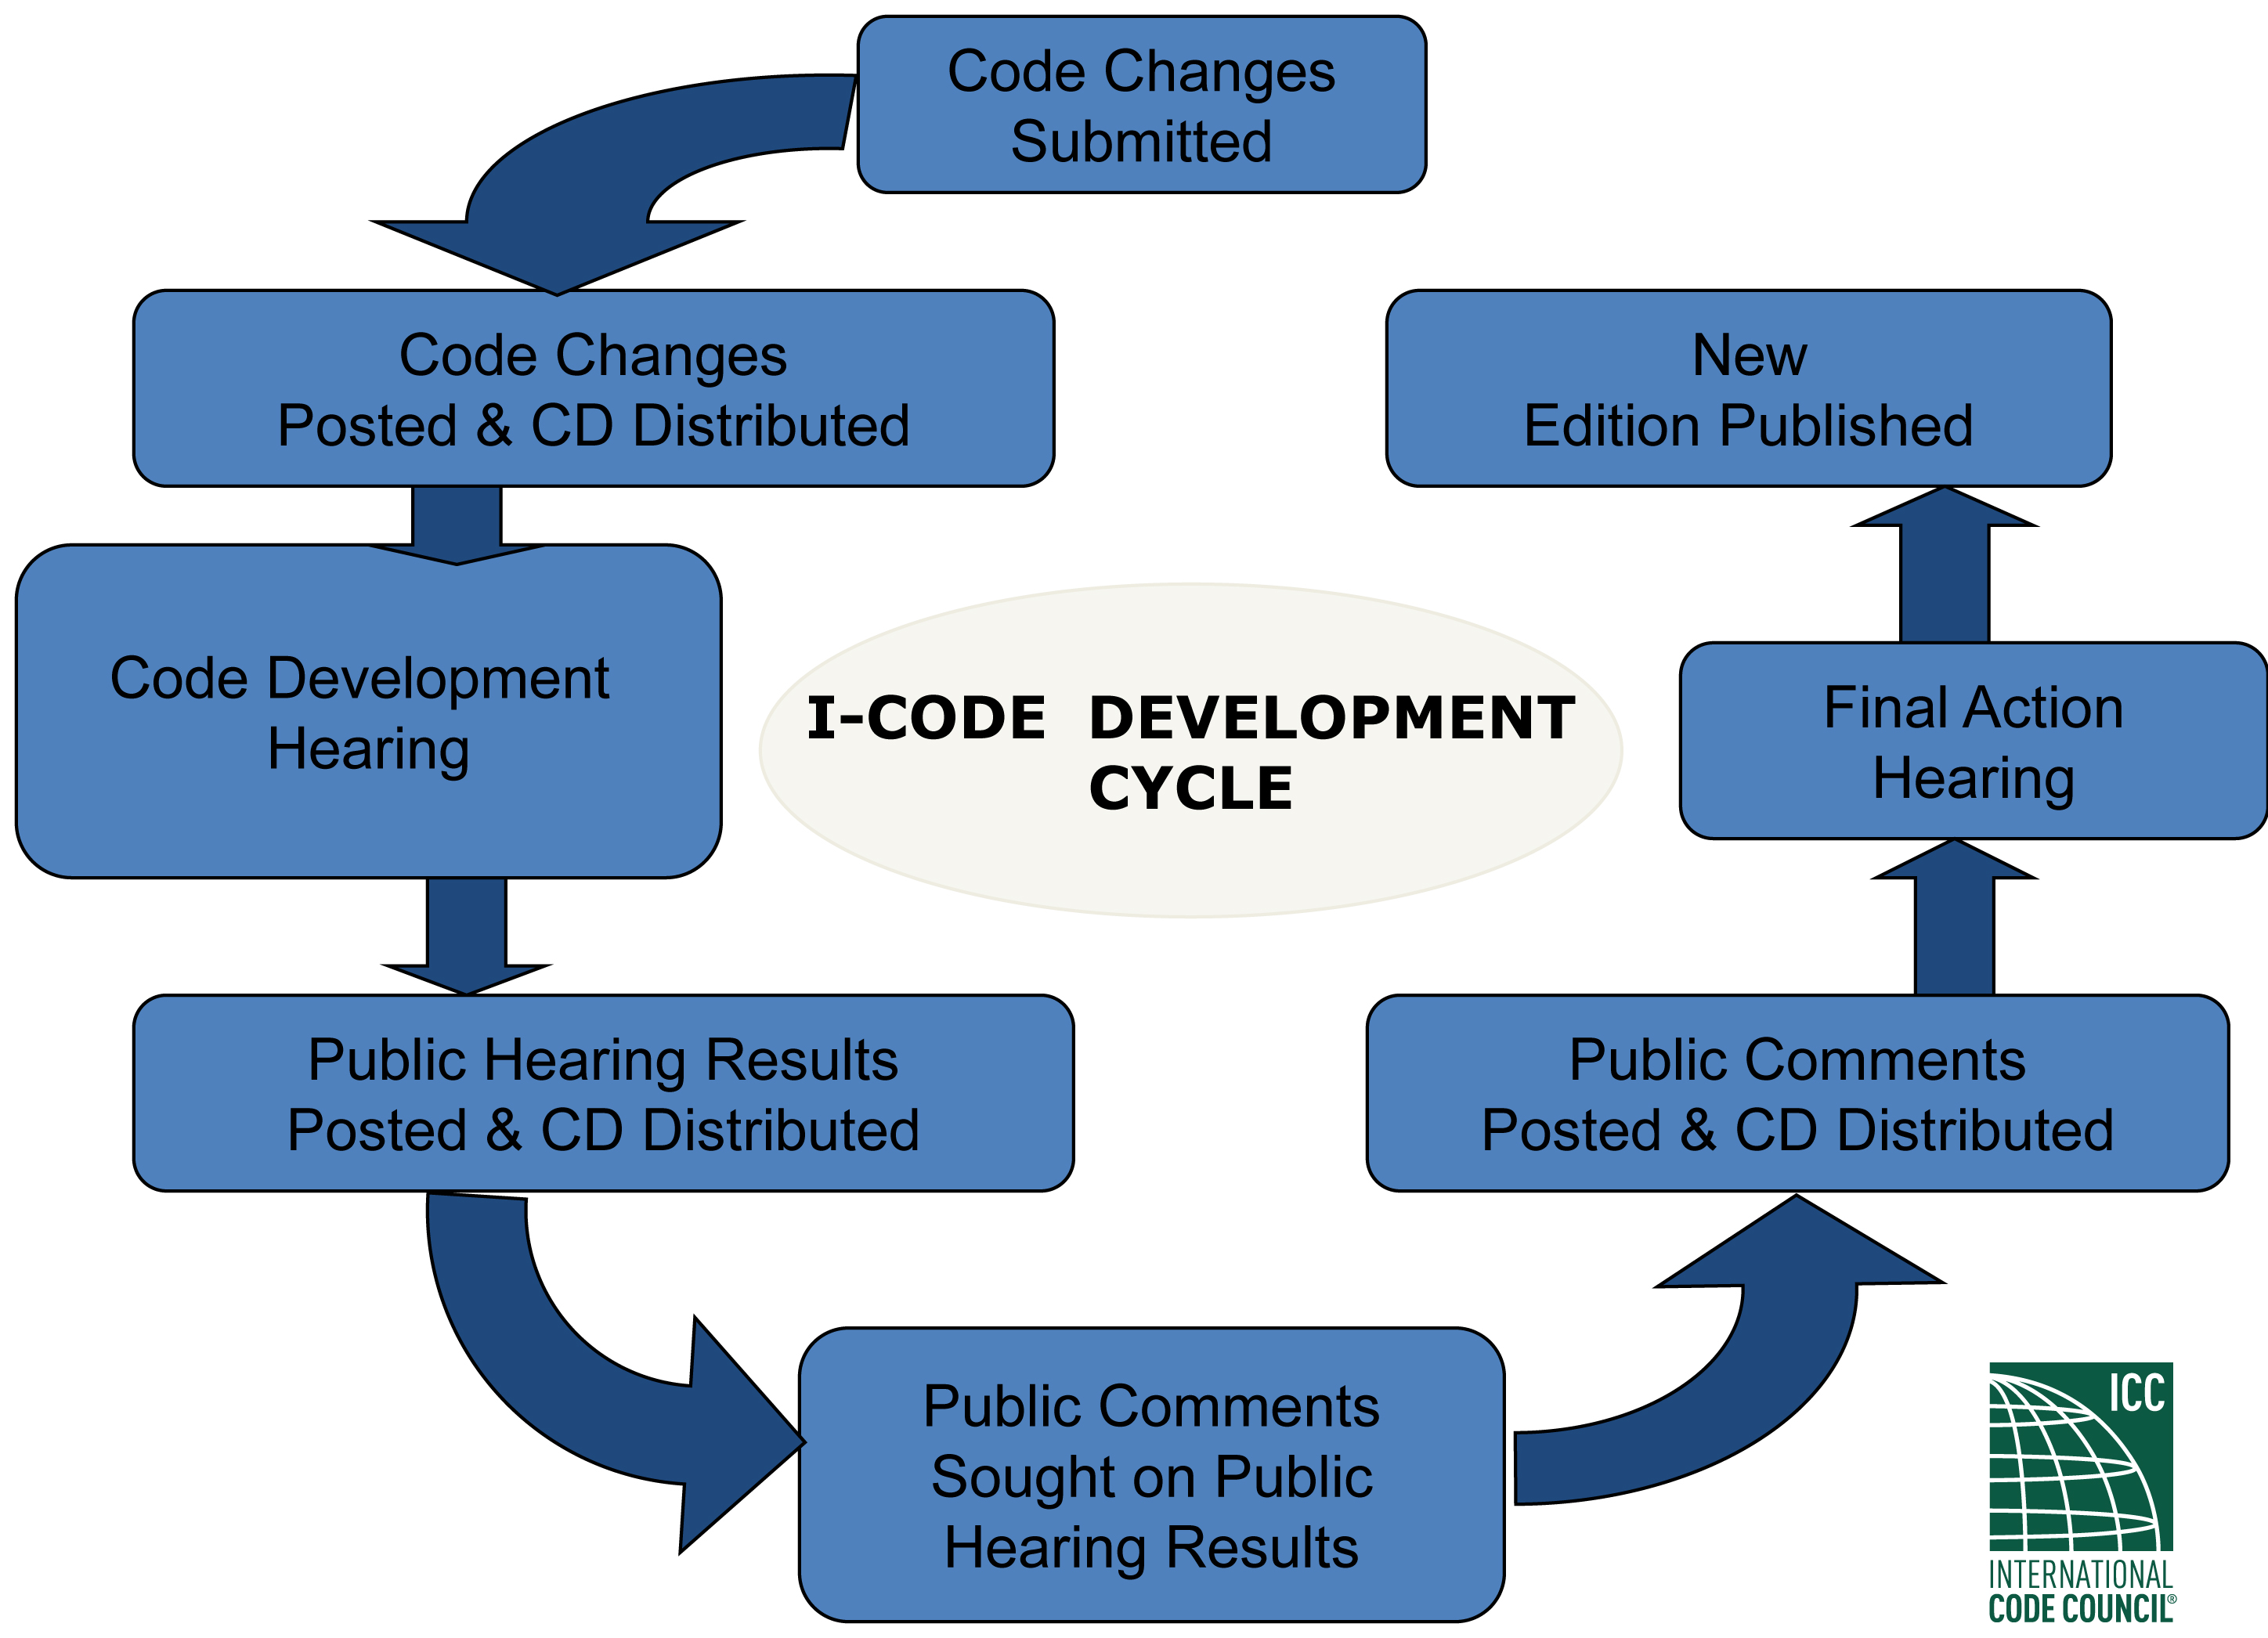 Code Changes
Submitted
Code Changes
Posted & CD Distributed
Code Development
Hearing
Public Hearing Results
Posted & CD Distributed
Public Comments
Sought on Public
Hearing Results
Public Comments
Posted & CD Distributed
Final Action
Hearing
New
Edition Published
I-CODE DEVELOPMENT
CYCLE
ICC
INTERNATIONAL
CODE COUNCIL®